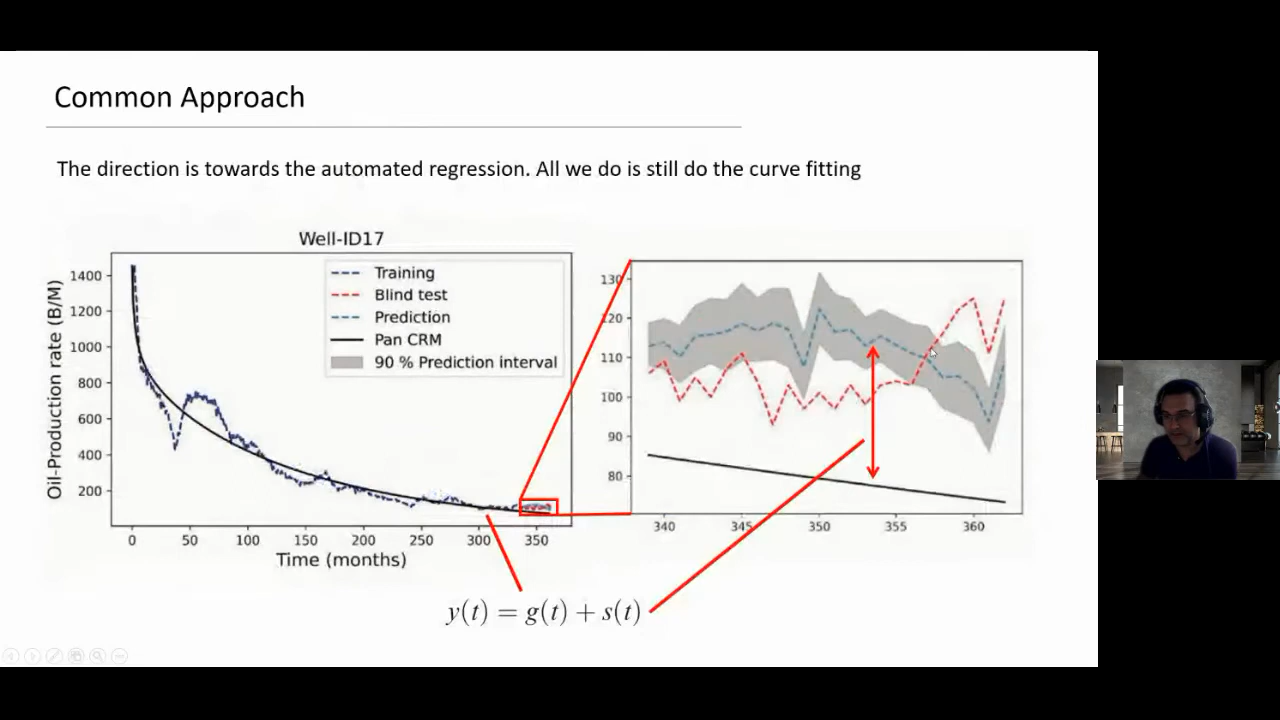 Common Approach
The direction is towards the automated regression. All we do is still do the curve fitting
Well-ID17
Oil-Production rate (B/M)
1400
1200
1000
800
600
400
200
Training
Blind test
Prediction
Pan CRM
90 % Prediction interval
0 50 100 150 200 250 300 350
Time (months)
130
120
110
100
90
80
340 345 350 355 360
y(t) = g(t) + s(t)